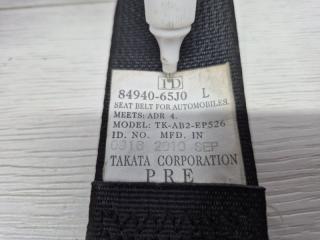 TD
84940-65J0 L
SEAT BELT FOR AUTOMOBILES.
MEETS: ADR 4.
MODEL: TK-AB2-EP526
ID. NO. MFD. IN
0318 2010 SEP
TAKATA CORPORATION
PRE